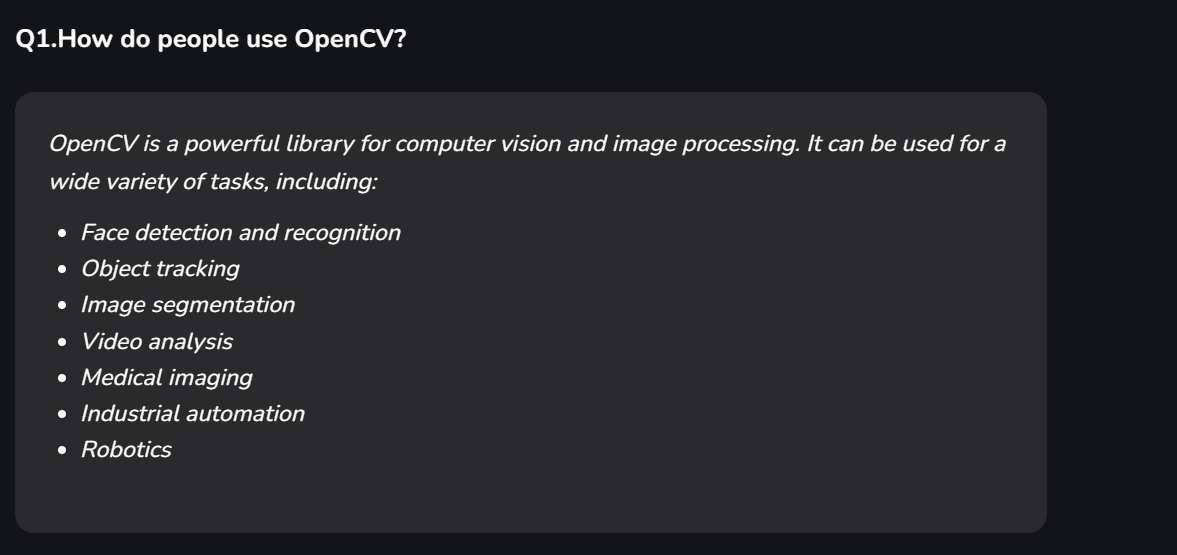 Q1.How do people use OpenCV?
OpenCV is a powerful library for computer vision and image processing. It can be used for a
wide variety of tasks, including:
• Face detection and recognition
• Object tracking
• Image segmentation
• Video analysis
• Medical imaging
• Industrial automation
• Robotics